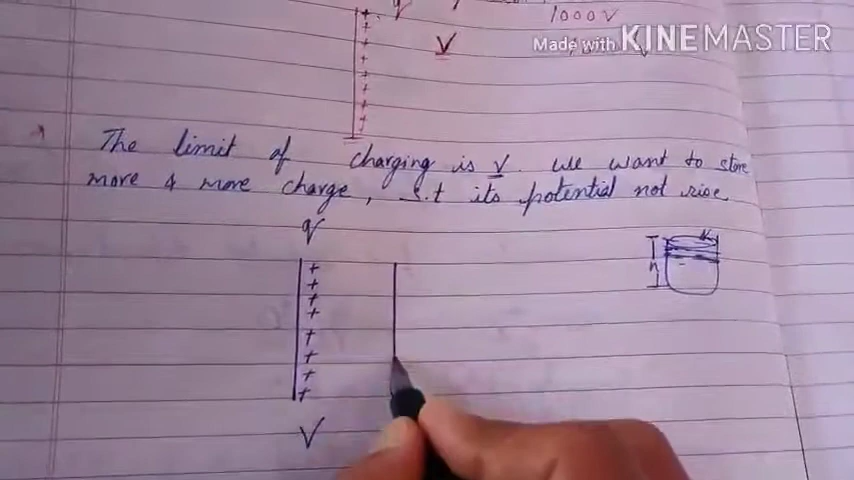 q
1000V
V
Made with KINEMASTER
The limit of charging is V. We want to store
more & more charge, s.t its potential not rise.
q
h
V